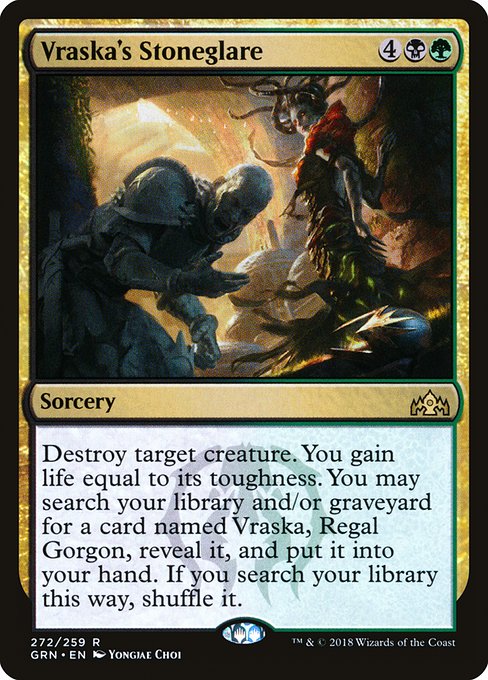 Vraska's Stoneglare 4
Sorcery
Destroy target creature. You gain
life equal to its toughness. You may
search your library and/or graveyard
for a card named Vraska, Regal
Gorgon, reveal it, and put it into
your hand. If you search your library
this way, shuffle it.
272/259 R ™ & © 2018 Wizards of the Coast
GRN • EN Yongjae Choi